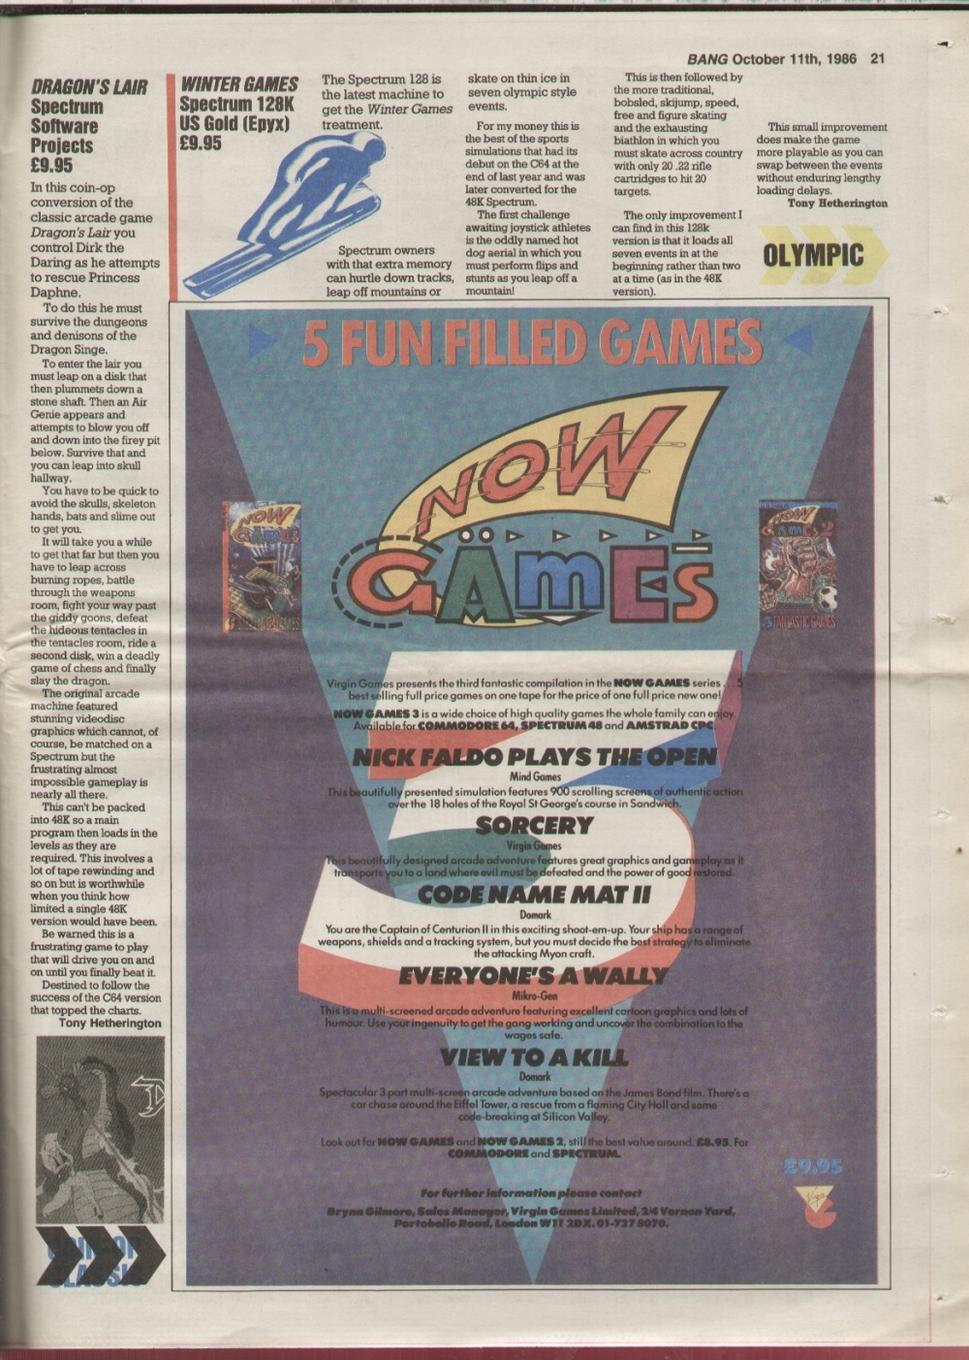 BANG October 11th, 1986 21
DRAGON'S LAIR
Spectrum
Software
Projects
£9.95
In this coin-op
conversion of the
classic arcade game
Dragon's Lair you
control Dirk the
Daring as he attempts
to rescue Princess
Daphne.
To do this he must
survive the dungeons
and denisons of the
Dragon Singe.
To enter the lair you
must leap on a disk that
then plummets down a
stone shaft. Then an Air
Genie appears and
attempts to blow you off
and down into the firey pit
below. Survive that and
you can leap into skull
hallway.
You have to be quick to
avoid the skulls, skeleton
hands, bats and slime out
to get you.
It will take you a while
to get that far but then you
have to leap across
burning ropes, battle
through the weapons
room, fight your way past
the giddy goons, defeat
the hideous tentacles in
the tentacles room, ride a
second disk, win a deadly
game of chess and finally
slay the dragon.
The original arcade
machine featured
stunning videodisc
graphics which cannot, of
course, be matched on a
Spectrum but the
frustrating almost
impossible gameplay is
nearly all there.
This can't be packed
into 48K so a main
program then loads in the
levels as they are
required. This involves a
lot of tape rewinding and
so on but is worthwhile
when you think how
limited a single 48K
version would have been.
Be warned this is a
frustrating game to play
that will drive you on and
on until you finally beat it.
Destined to follow the
success of the C64 version
that topped the charts.
Tony Hetherington
WINTER GAMES
Spectrum 128K
US Gold (Epyx)
£9.95
The Spectrum 128 is
the latest machine to
get the Winter Games
treatment.
Spectrum owners
with that extra memory
can hurtle down tracks,
leap off mountains or
skate on thin ice in
seven olympic style
events.
For my money this is
the best of the sports
simulations that had its
debut on the C64 at the
end of last year and was
later converted for the
48K Spectrum.
The first challenge
awaiting joystick athletes
is the oddly named hot
dog aerial in which you
must perform flips and
stunts as you leap off a
mountain!
This is then followed by
the more traditional,
bobsled, skijump, speed,
free and figure skating
and the exhausting
biathlon in which you
must skate across country
with only 20 .22 rifle
cartridges to hit 20
targets.
The only improvement I
can find in this 128k
version is that it loads all
seven events in at the
beginning rather than two
at a time (as in the 48K
version).
This small improvement
does make the game
more playable as you can
swap between the events
without enduring lengthy
loading delays.
Tony Hetherington
OLYMPIC
5 FUN FILLED GAMES
NOW
GAMES
Virgin Games presents the third fantastic compilation in the NOW GAMES series . . . 5
best selling full price games on one tape for the price of one full price new one!
NOW GAMES 3 is a wide choice of high quality games the whole family can enjoy.
Available for COMMODORE 64, SPECTRUM 48 and AMSTRAD CPC
NICK FALDO PLAYS THE OPEN
Mind Games
This beautifully presented simulation features 900 scrolling screens of authentic action
over the 18 holes of the Royal St George's course in Sandwich.
SORCERY
Virgin Games
This beautifully designed arcade adventure features great graphics and gameplay as it
transports you to a land where evil must be defeated and the power of good restored.
CODE NAME MAT II
Domark
You are the Captain of Centurion II in this exciting shoot-em-up. Your ship has a range of
weapons, shields and a tracking system, but you must decide the best strategy to eliminate
the attacking Myon craft.
EVERYONE'S A WALLY
Mikro-Gen
This is a multi-screened arcade adventure featuring excellent cartoon graphics and lots of
humour. Use your ingenuity to get the gang working and uncover the combination to the
wages safe.
VIEW TO A KILL
Domark
Spectacular 3 part multi-screen arcade adventure based on the James Bond film. There's a
car chase around the Eiffel Tower, a rescue from a flaming City Hall and some
code-breaking at Silicon Valley.
Look out for NOW GAMES and NOW GAMES 2, still the best value around. £8.95. For
COMMODORE and SPECTRUM.
£9.95
For further information please contact
Brynn Gilmore, Sales Manager, Virgin Games Limited, 2/4 Vernon Yard,
Portobello Road, London W11 2DX. 01-727 8070.
Virgin